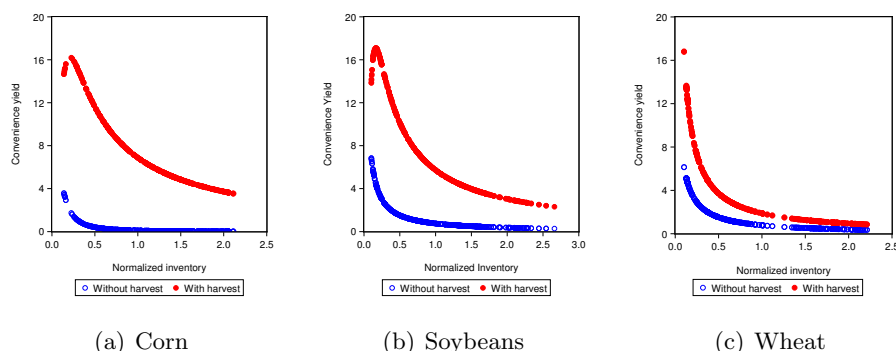 20
16
12
8
4
0
0.0 0.5 1.0 1.5 2.0 2.5
Convenience yield
Normalized inventory
Without harvest With harvest
(a) Corn
20
16
12
8
4
0
0.0 0.5 1.0 1.5 2.0 2.5 3.0
Convenience Yield
Normalized Inventory
Without harvest With harvest
(b) Soybeans
20
16
12
8
4
0
0.0 0.5 1.0 1.5 2.0 2.5
Convenience yield
Normalized inventory
Without harvest With harvest
(c) Wheat